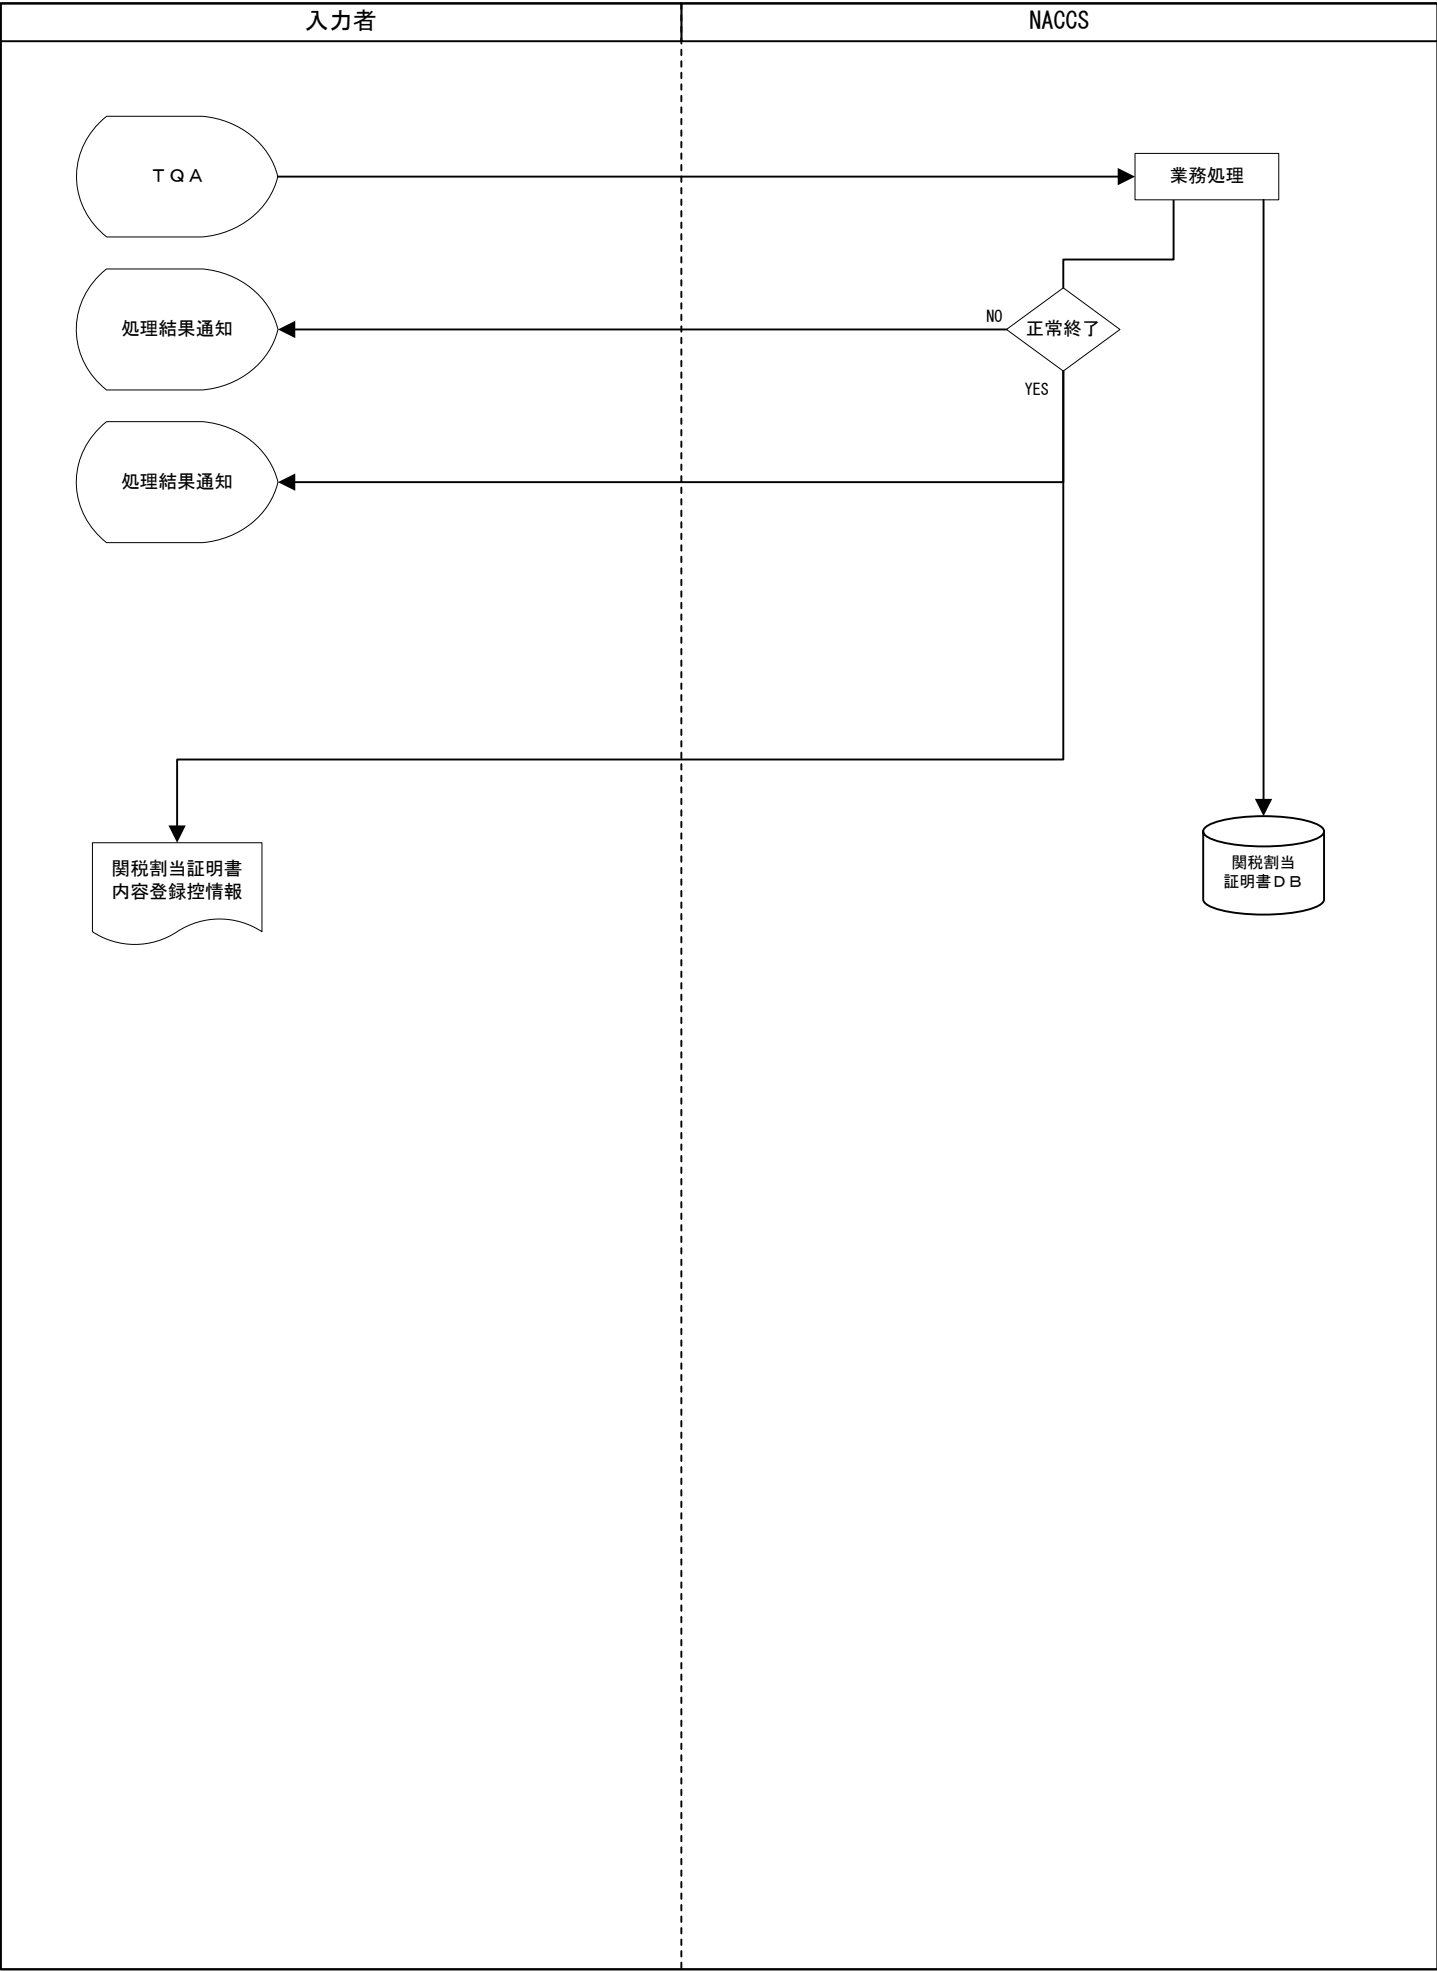 入力者
NACCS
ＴＱＡ
業務処理
処理結果通知
NO
正常終了
YES
処理結果通知
関税割当証明書
内容登録控情報
関税割当
証明書ＤＢ